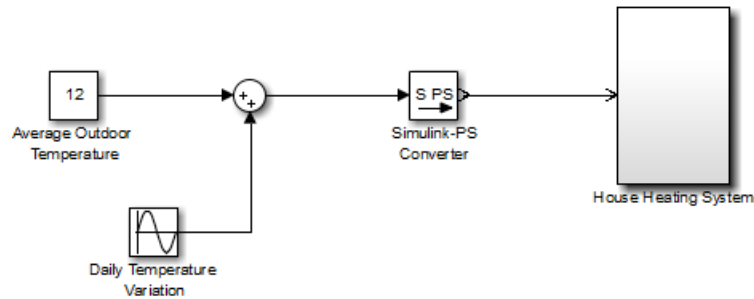 12
Average Outdoor
Temperature
+
+
S PS
Simulink-PS
Converter
House Heating System
Daily Temperature
Variation